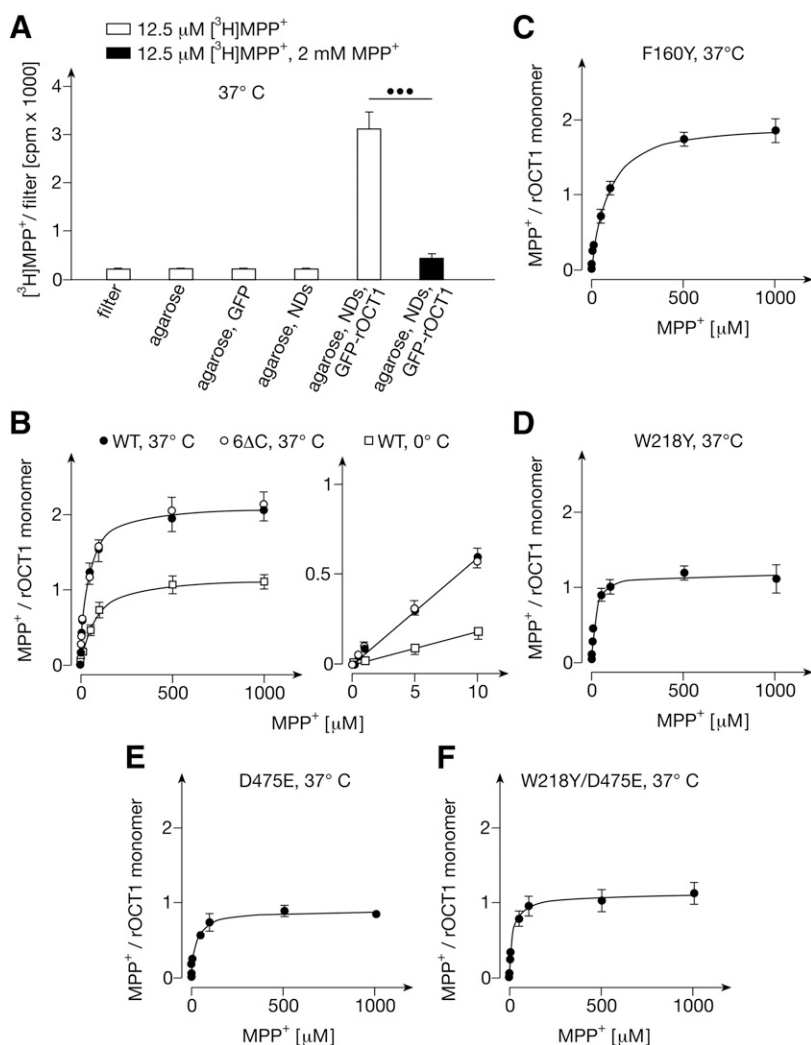 A
12.5 μM [³H]MPP⁺
12.5 μM [³H]MPP⁺, 2 mM MPP⁺
37° C
•••
[³H]MPP⁺/ filter [cpm x 1000]
4
3
2
1
0
filter
agarose
agarose, GFP
agarose, NDs
agarose, NDs,
GFP-rOCT1
agarose, NDs,
GFP-rOCT1
C
F160Y, 37°C
MPP⁺ / rOCT1 monomer
2
1
0
0
500
1000
MPP⁺ [μM]
B
WT, 37° C
6ΔC, 37° C
WT, 0° C
MPP⁺ / rOCT1 monomer
2
1
0
0
500
1000
1
0.5
0
0
5
10
MPP⁺ [μM]
D
W218Y, 37°C
MPP⁺ / rOCT1 monomer
2
1
0
0
500
1000
MPP⁺ [μM]
E
D475E, 37° C
MPP⁺ / rOCT1 monomer
2
1
0
0
500
1000
MPP⁺ [μM]
F
W218Y/D475E, 37° C
MPP⁺ / rOCT1 monomer
2
1
0
0
500
1000
MPP⁺ [μM]